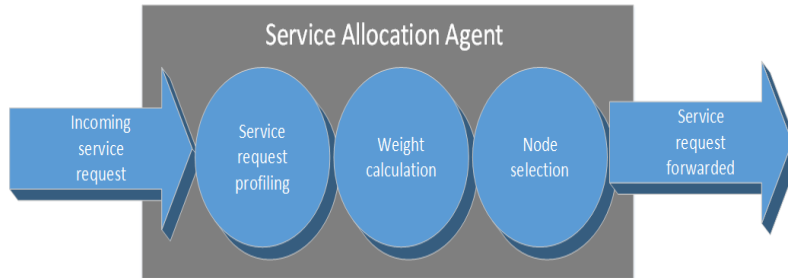 Service Allocation Agent
Incoming
service
request
Service
request
profiling
Weight
calculation
Node
selection
Service
request
forwarded